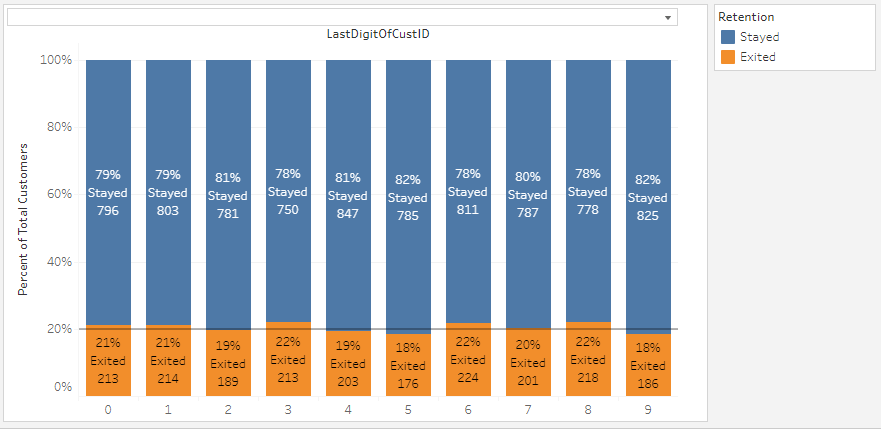 LastDigitOfCustID
Retention
Stayed
Exited
Percent of Total Customers
100%
80%
60%
40%
20%
0%
79%
Stayed
796
79%
Stayed
803
81%
Stayed
781
78%
Stayed
750
81%
Stayed
847
82%
Stayed
785
78%
Stayed
811
80%
Stayed
787
78%
Stayed
778
82%
Stayed
825
21%
Exited
213
21%
Exited
214
19%
Exited
189
22%
Exited
213
19%
Exited
203
18%
Exited
176
22%
Exited
224
20%
Exited
201
22%
Exited
218
18%
Exited
186
0 1 2 3 4 5 6 7 8 9